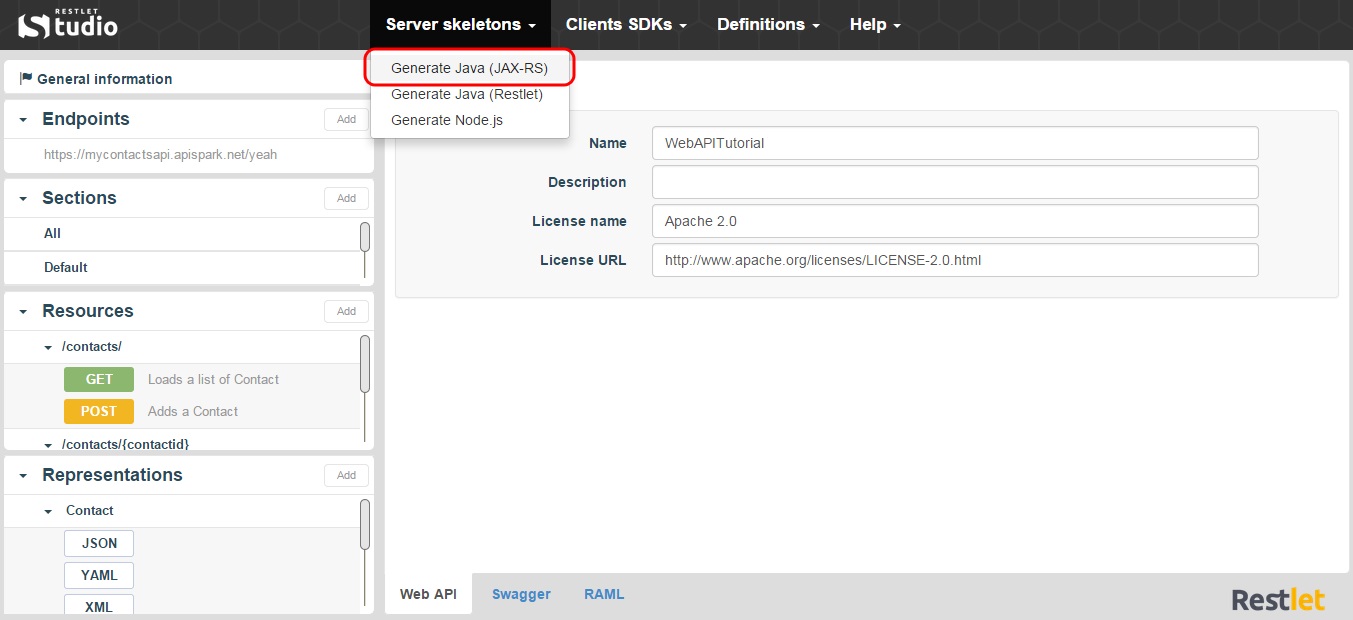 RESTLET
Studio
Server skeletons
Clients SDKs
Definitions
Help
Generate Java (JAX-RS)
Generate Java (Restlet)
Generate Node.js
General information
Endpoints
Add
https://mycontactsapi.apispark.net/yeah
Sections
Add
All
Default
Resources
Add
/contacts/
GET Loads a list of Contact
POST Adds a Contact
/contacts/{contactid}
Representations
Add
Contact
JSON
YAML
XML
Name WebAPITutorial
Description
License name Apache 2.0
License URL http://www.apache.org/licenses/LICENSE-2.0.html
Web API
Swagger
RAML
Restlet